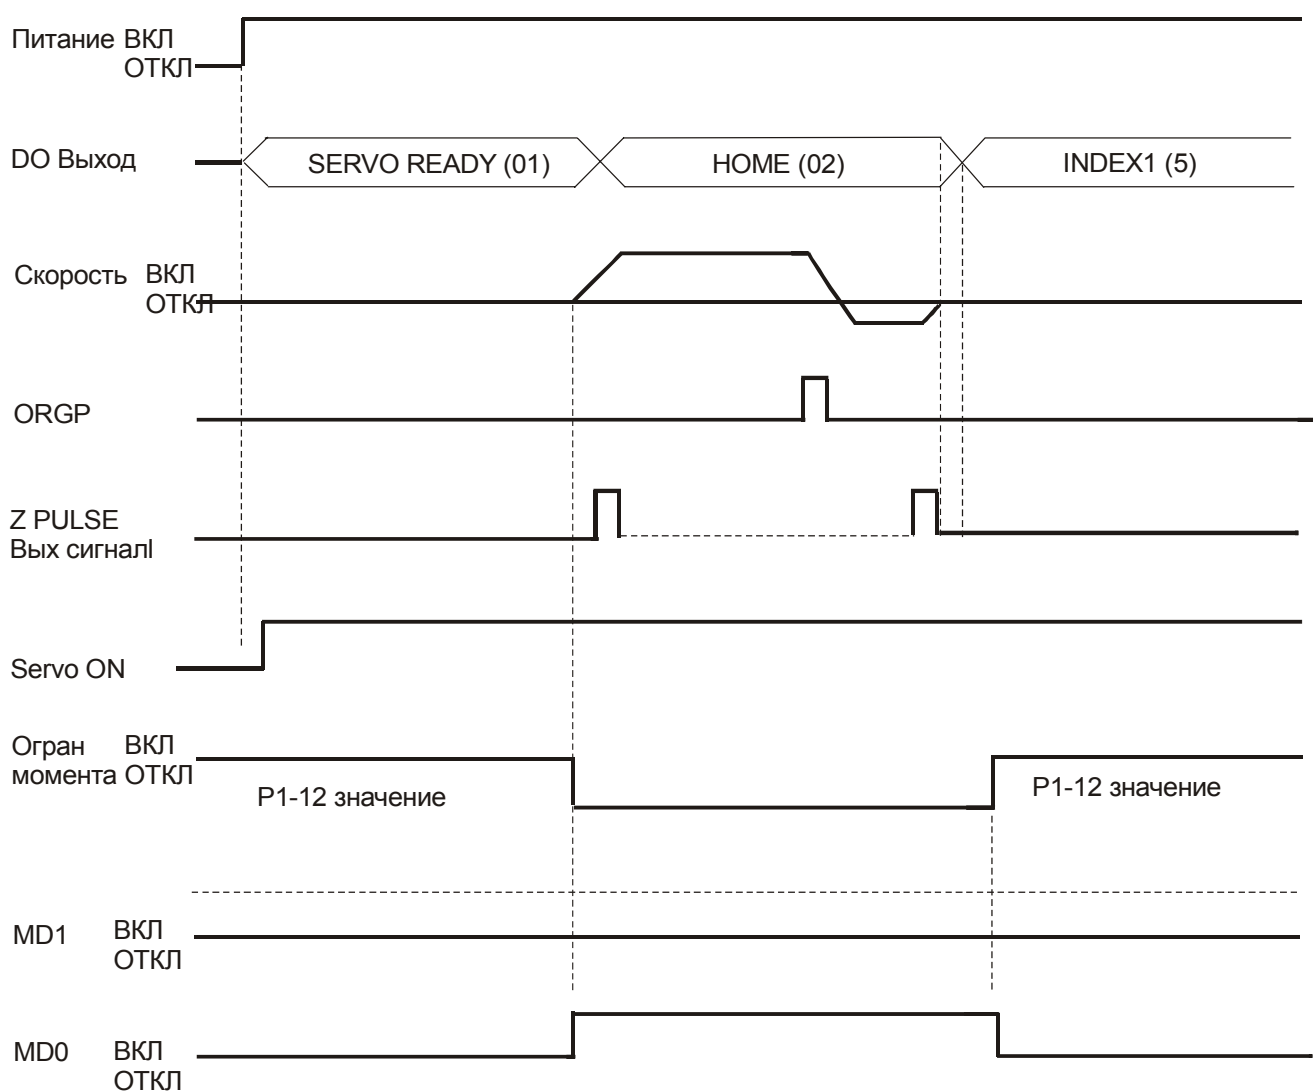 Питание ВКЛ
ОТКЛ
DO Выход
SERVO READY (01)
HOME (02)
INDEX1 (5)
Скорость ВКЛ
ОТКЛ
ORGP
Z PULSE
Вых сигналl
Servo ON
Огран ВКЛ
момента ОТКЛ
P1-12 значение
P1-12 значение
MD1 ВКЛ
ОТКЛ
MD0 ВКЛ
ОТКЛ